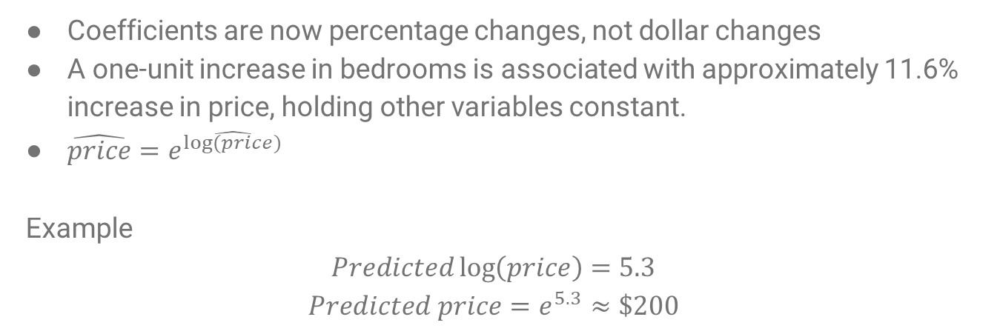 ● Coefficients are now percentage changes, not dollar changes
● A one-unit increase in bedrooms is associated with approximately 11.6%
increase in price, holding other variables constant.
● $\widehat{price} = e^{\log(\widehat{price})}$
Example
Predicted log(price) = 5.3
Predicted price = e^{5.3} ≈ $200